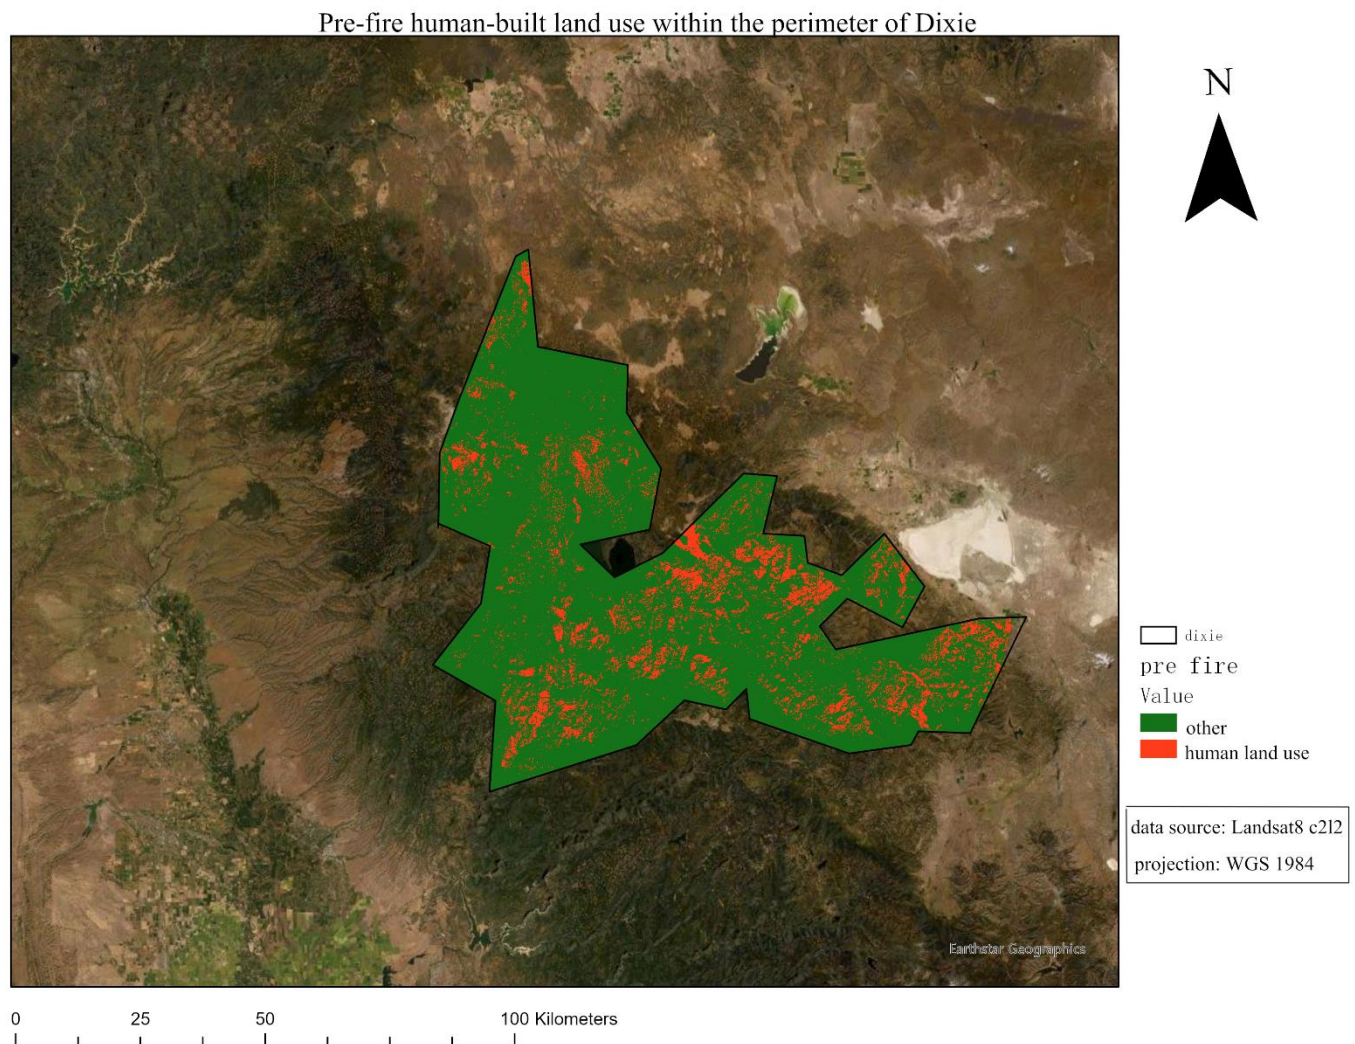 Pre-fire human-built land use within the perimeter of Dixie
N
dixie
pre fire
Value
other
human land use
data source: Landsat8 c2l2
projection: WGS 1984
Earthstar Geographics
0 25 50 100 Kilometers